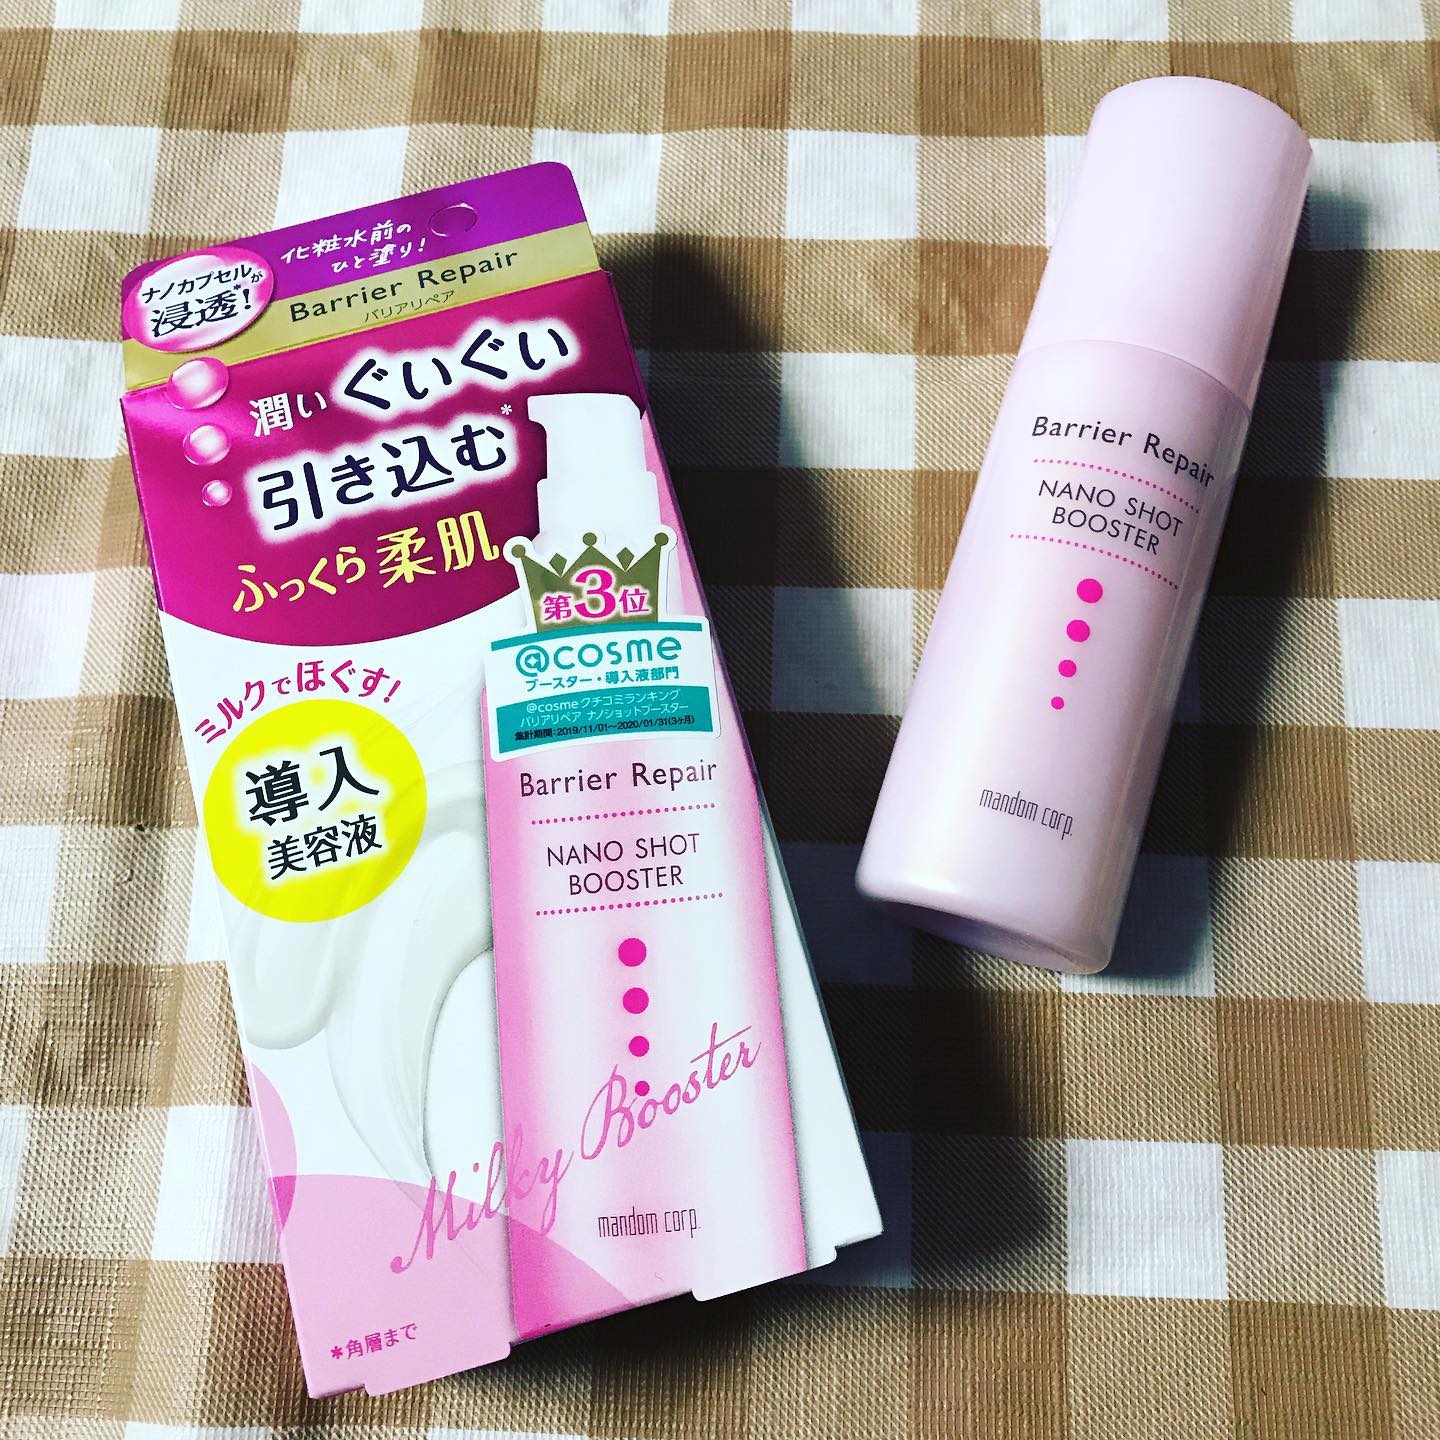 化粧水前の
ひと塗り!
ナノカプセルが
浸透*!
Barrier Repair
バリアリペア
潤いぐいぐい
引き込む*
ふっくら柔肌
第3位
@cosme
ブースター・導入液部門
@cosme クチコミランキング
バリアリペア ナノショットブースター
集計期間:2019/11/01～2020/01/31(3ヶ月)
ミルクでほぐす!
導入
美容液
Barrier Repair
NANO SHOT
BOOSTER
Milky Booster
mandom corp.
*角層まで
Barrier Repair
NANO SHOT
BOOSTER
mandom corp.